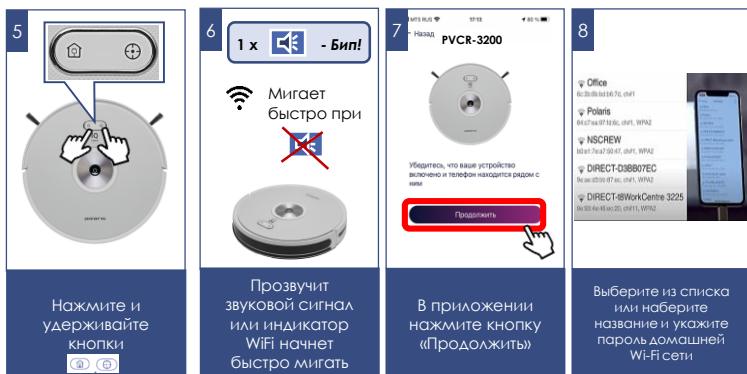 5
Нажмите и
удерживайте
кнопки
6
1 x - Бип!
Мигает
быстро при
Прозвучит
звуковой сигнал
или индикатор
WiFi начнет
быстро мигать
7
MTS RUS 17:13 80 %
Назад
PVCR-3200
Убедитесь, что ваше устройство
включено и телефон находится рядом с
ним
Продолжить
В приложении
нажмите кнопку
«Продолжить»
8
Office
Polaris
NSCREW
DIRECT-D3BB07EC
DIRECT-t8WorkCentre 3225
Выберите из списка
или наберите
название и укажите
пароль домашней
Wi-Fi сети